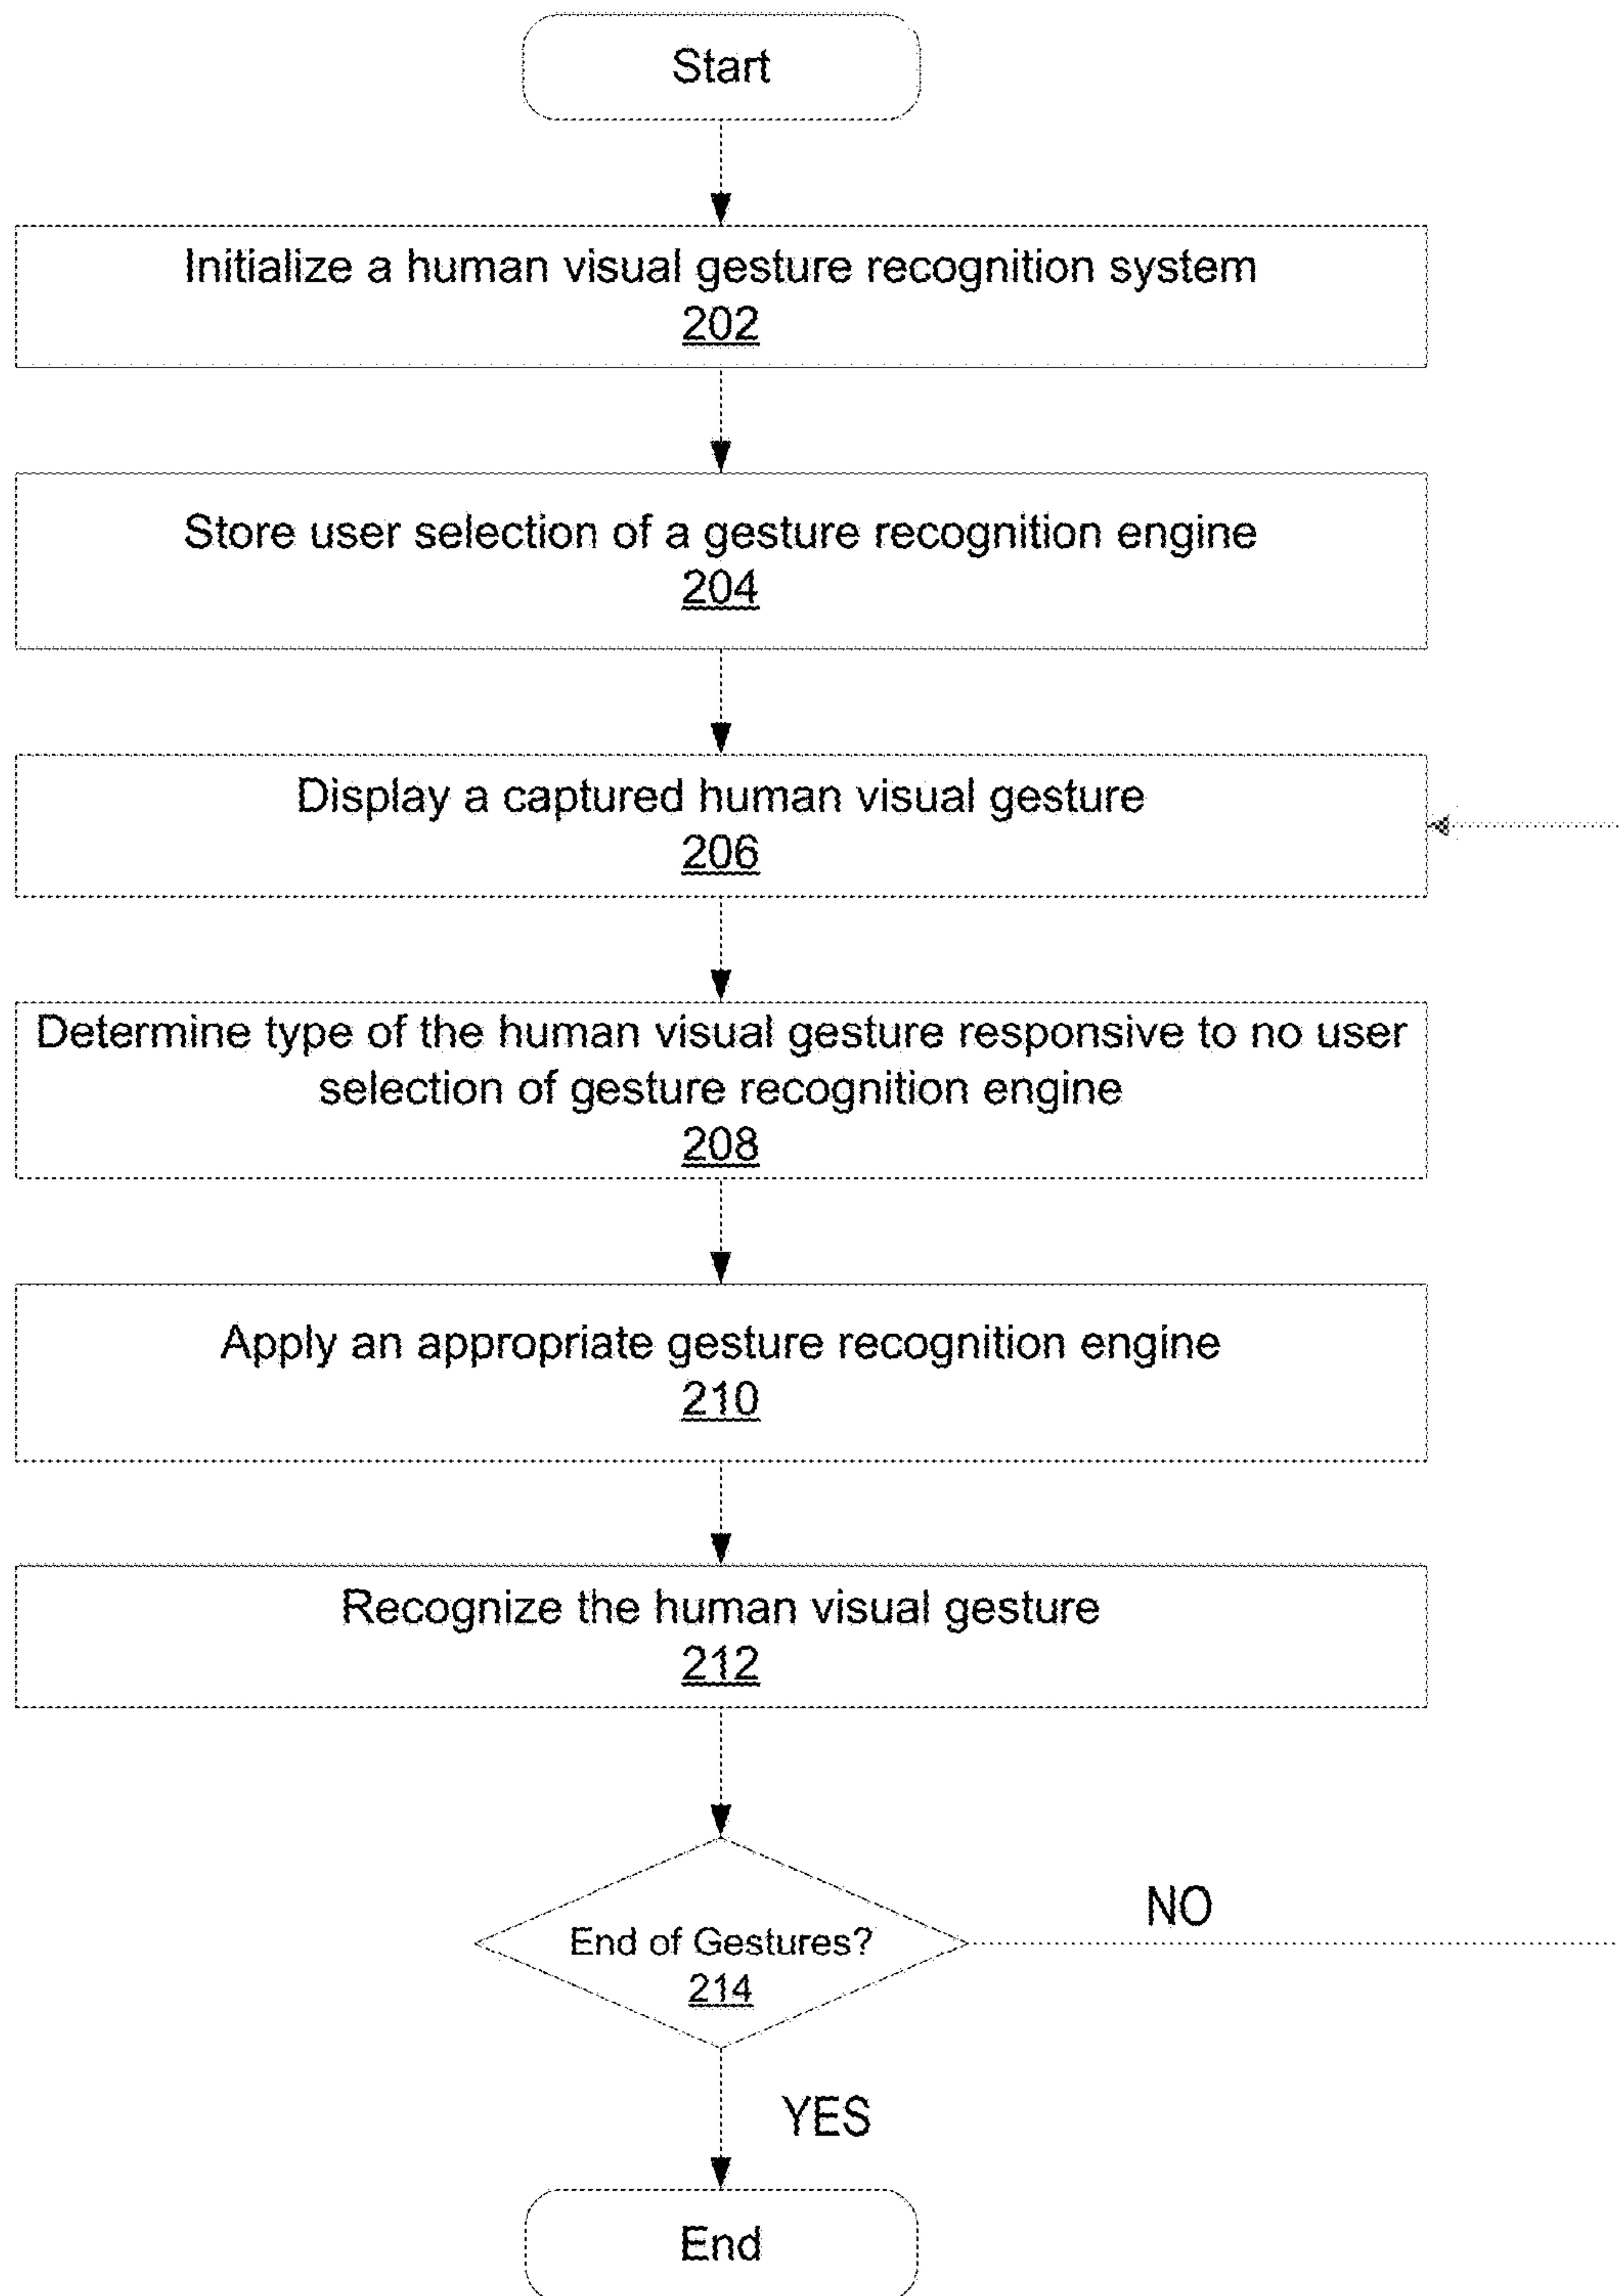 Start
Initialize a human visual gesture recognition system
202
Store user selection of a gesture recognition engine
204
Display a captured human visual gesture
206
Determine type of the human visual gesture responsive to no user
selection of gesture recognition engine
208
Apply an appropriate gesture recognition engine
210
Recognize the human visual gesture
212
NO
End of Gestures?
214
YES
End